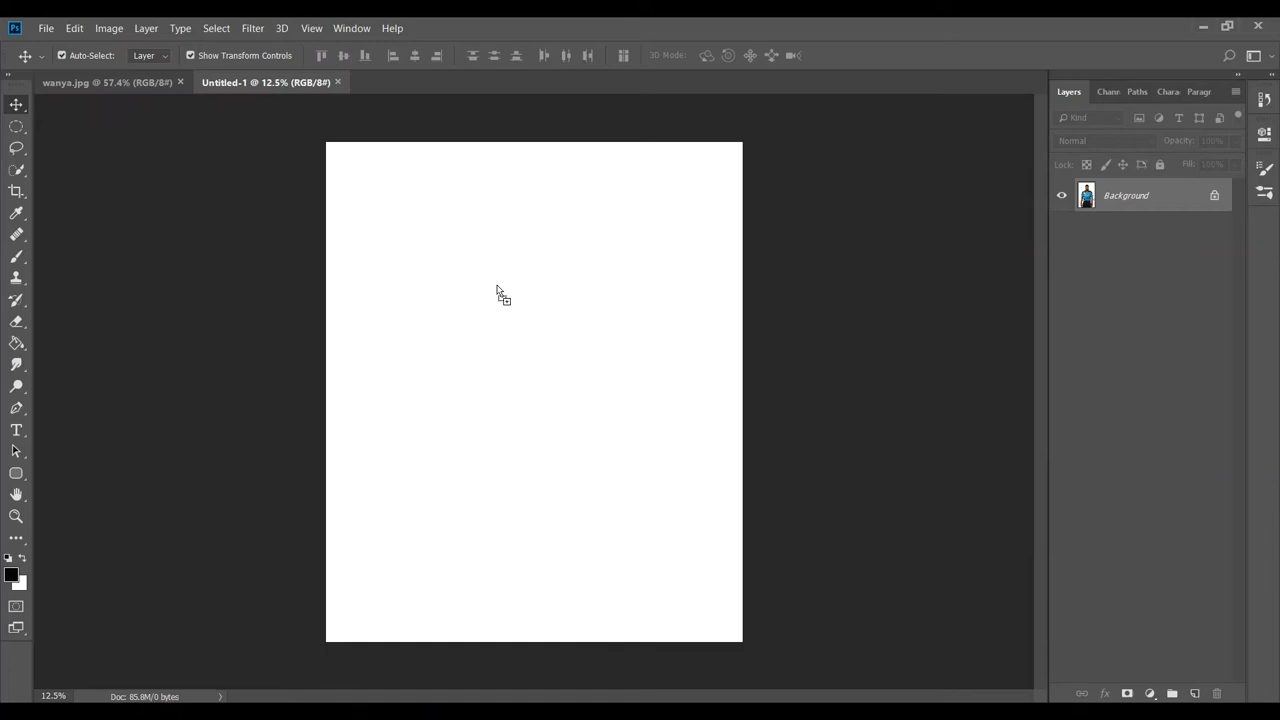 Ps File Edit Image Layer Type Select Filter 3D View Window Help
Auto-Select: Layer Show Transform Controls 3D Mode:
wanya.jpg @ 57.4% (RGB/8#) × Untitled-1 @ 12.5% (RGB/8#) ×
Layers Chann Paths Chara Paragr
Kind
Normal Opacity: 100%
Lock: Fill: 100%
Background
12.5% Doc: 85.8M/0 bytes